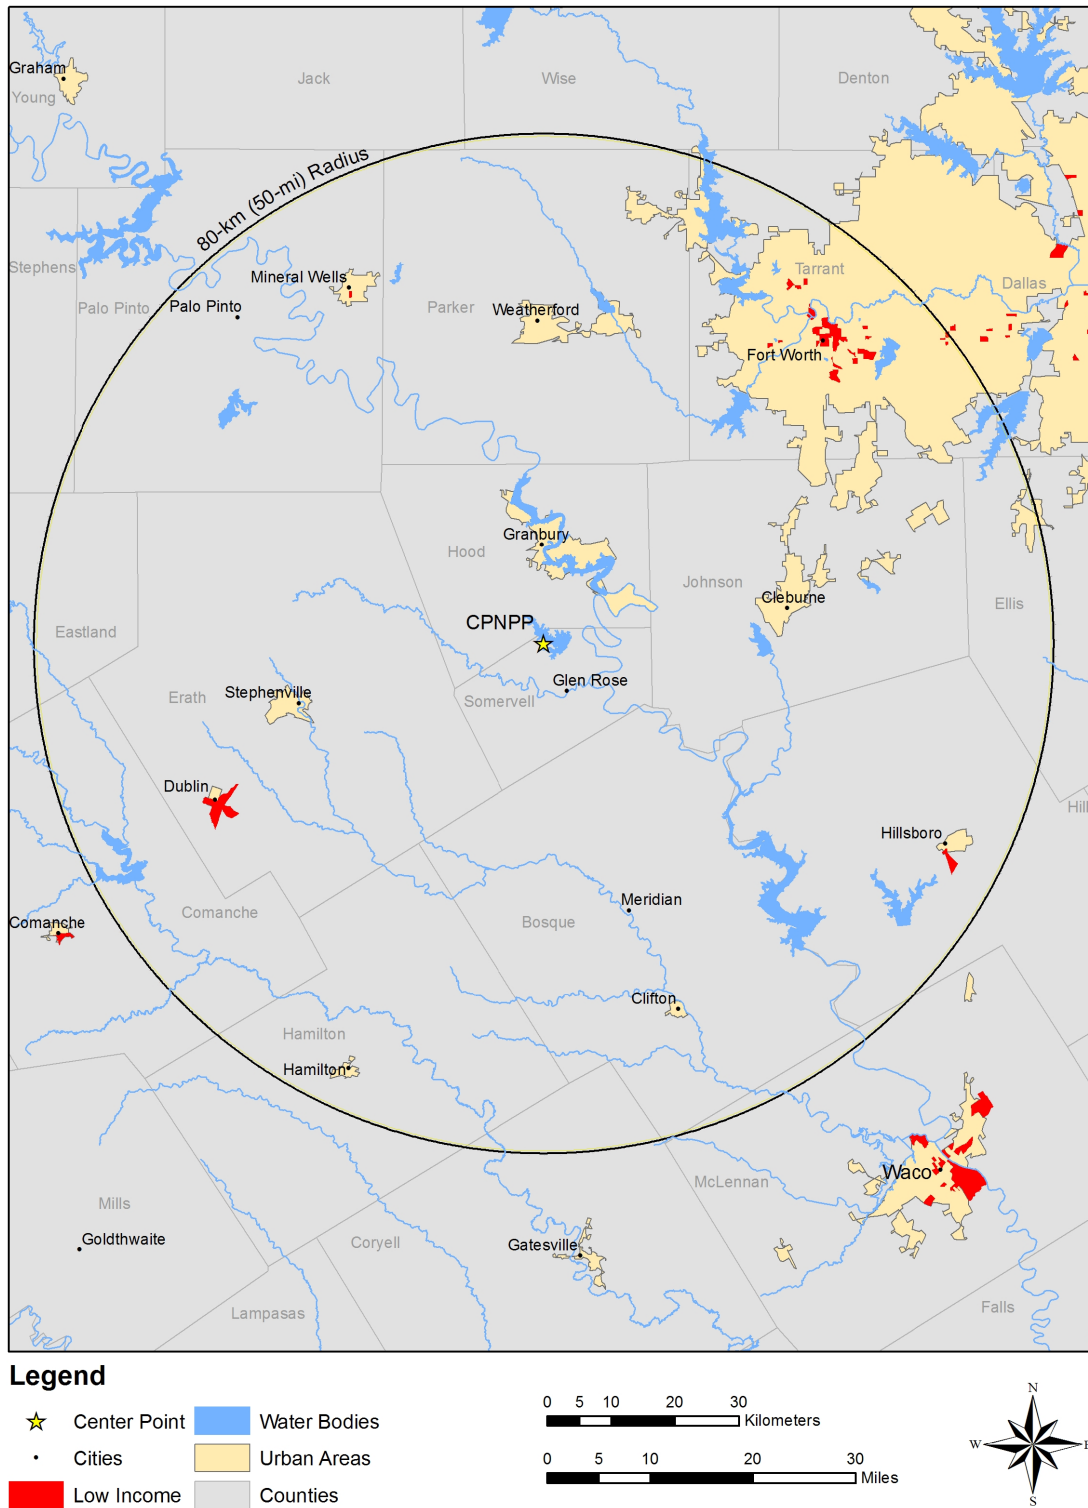 Graham
Young
Jack
Wise
Denton
80-km (50-mi) Radius
Stephens
Mineral Wells
Tarrant
Palo Pinto
Palo Pinto
Parker
Weatherford
Dallas
Fort Worth
Granbury
Hood
Johnson
Cleburne
Ellis
CPNPP
Eastland
Glen Rose
Erath
Stephenville
Somervell
Dublin
Hill
Hillsboro
Comanche
Comanche
Meridian
Bosque
Clifton
Hamilton
Hamilton
Waco
McLennan
Mills
Goldthwaite
Coryell
Gatesville
Lampasas
Falls
Legend
Center Point
Water Bodies
Cities
Urban Areas
Low Income
Counties
0 5 10 20 30
Kilometers
0 5 10 20 30
Miles
N
W E
S